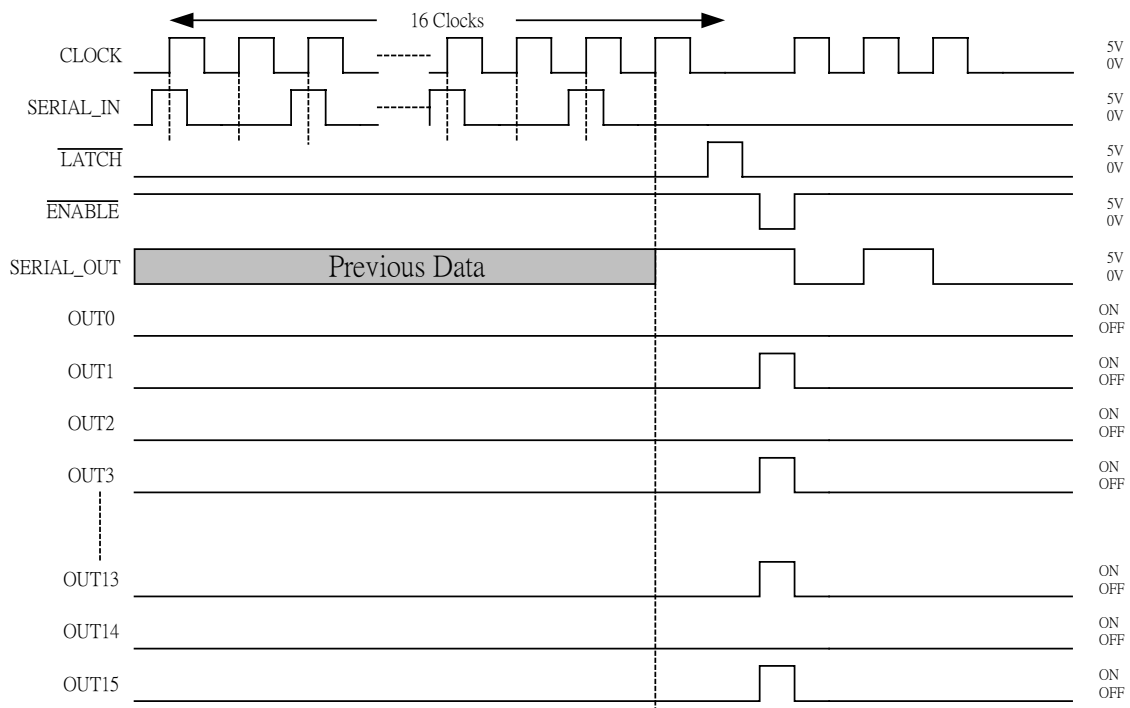 16 Clocks
CLOCK
5V
0V
SERIAL_IN
5V
0V
LATCH
5V
0V
ENABLE
5V
0V
SERIAL_OUT
Previous Data
5V
0V
OUT0
ON
OFF
OUT1
ON
OFF
OUT2
ON
OFF
OUT3
ON
OFF
OUT13
ON
OFF
OUT14
ON
OFF
OUT15
ON
OFF